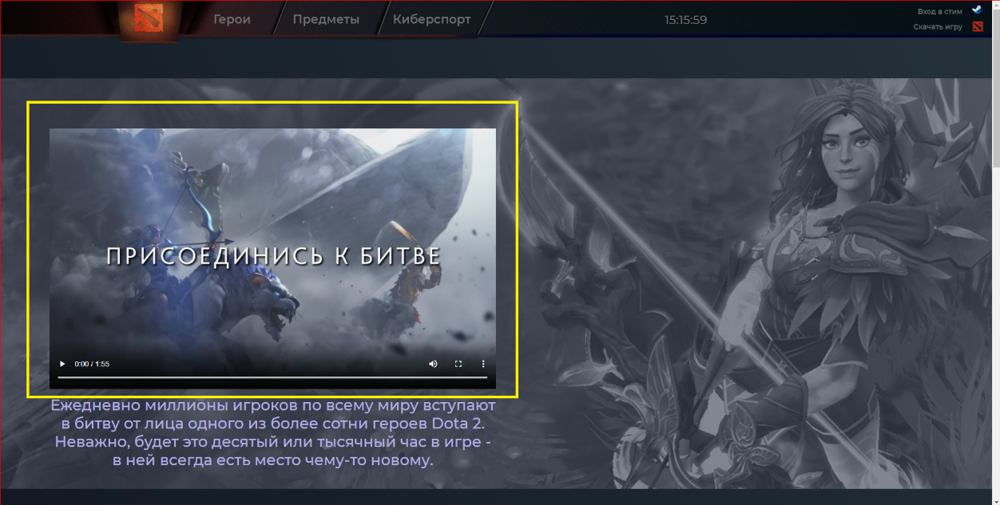 Герои
Предметы
Киберспорт
15:15:59
Вход в стим
Скачать игру
ПРИСОЕДИНИСЬ К БИТВЕ
0:00 / 1:55
Ежедневно миллионы игроков по всему миру вступают
в битву от лица одного из более сотни героев Dota 2.
Неважно, будет это десятый или тысячный час в игре -
в ней всегда есть место чему-то новому.